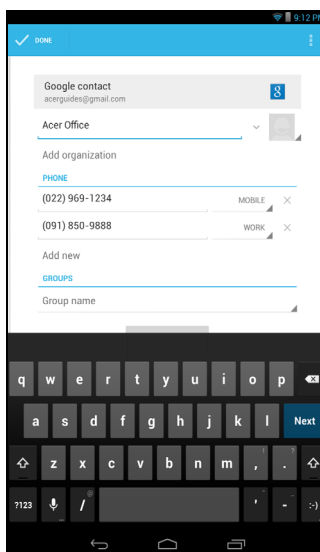 9:12 PM
DONE
Google contact
acerguides@gmail.com
g
Acer Office
Add organization
PHONE
(022) 969-1234 MOBILE
(091) 850-9888 WORK
Add new
GROUPS
Group name
q w e r t y u i o p
a s d f g h j k l Next
z x c v b n m , ! . ?
?123 / @ ' " - _ :-)